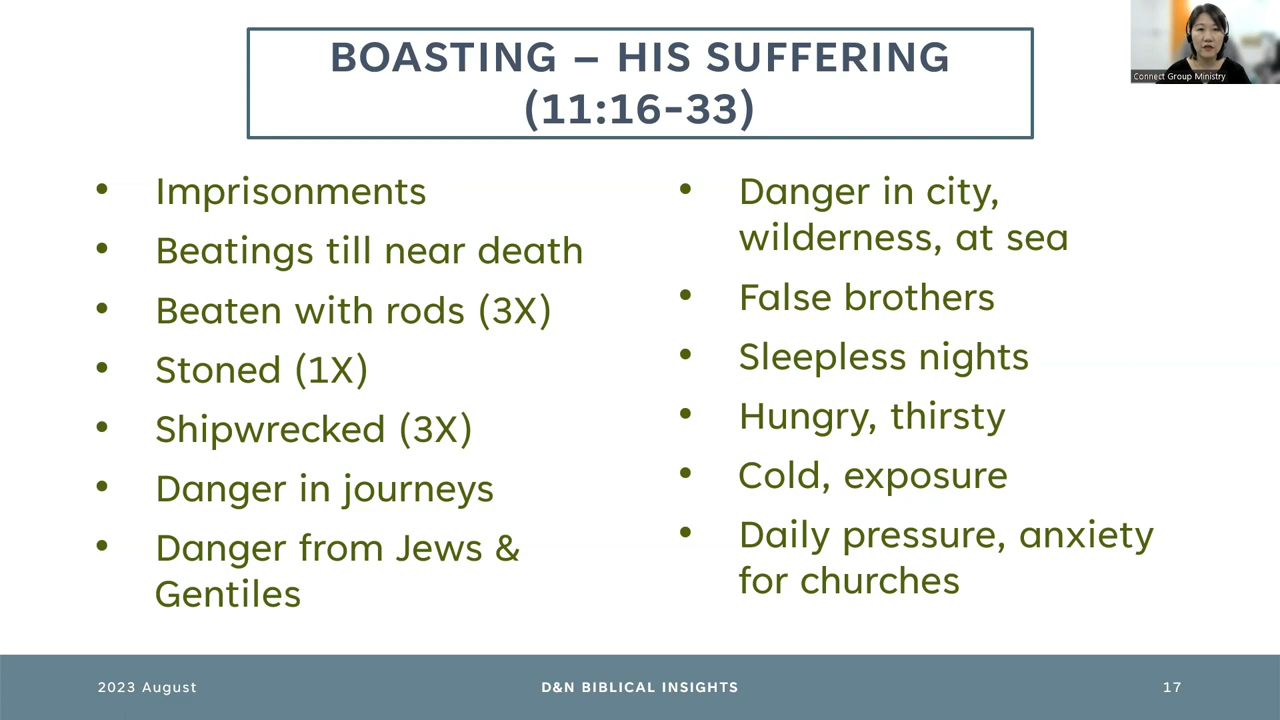 BOASTING – HIS SUFFERING
(11:16-33)
Connect Group Ministry
• Imprisonments
• Beatings till near death
• Beaten with rods (3X)
• Stoned (1X)
• Shipwrecked (3X)
• Danger in journeys
• Danger from Jews &
Gentiles
• Danger in city,
wilderness, at sea
• False brothers
• Sleepless nights
• Hungry, thirsty
• Cold, exposure
• Daily pressure, anxiety
for churches
2023 August
D&N BIBLICAL INSIGHTS
17